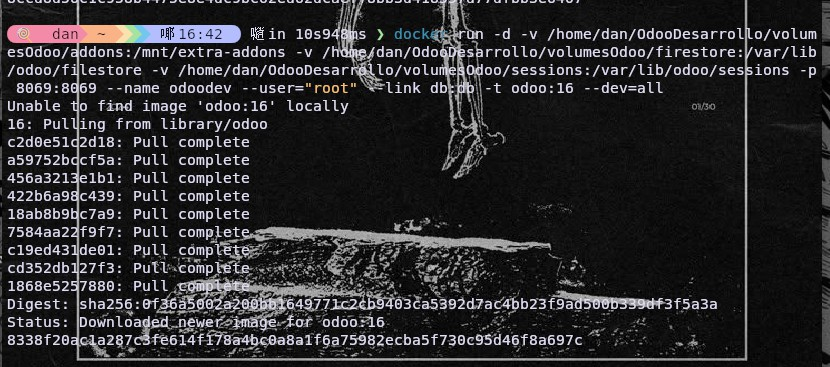 dan ~ 16:42 in 10s948ms ❯ docker run -d -v /home/dan/OdooDesarrollo/volum
esOdoo/addons:/mnt/extra-addons -v /home/dan/OdooDesarrollo/volumesOdoo/firestore:/var/lib
/odoo/filestore -v /home/dan/OdooDesarrollo/volumesOdoo/sessions:/var/lib/odoo/sessions -p
8069:8069 --name odoodev --user="root" --link db:db -t odoo:16 --dev=all
Unable to find image 'odoo:16' locally
01/30
16: Pulling from library/odoo
c2d0e51c2d18: Pull complete
a59752bccf5a: Pull complete
456a3213e1b1: Pull complete
422b6a98c439: Pull complete
18ab8b9bc7a9: Pull complete
7584aa22f9f7: Pull complete
c19ed431de01: Pull complete
cd352db127f3: Pull complete
1868e5257880: Pull complete
Digest: sha256:0f36a5002a200bb1649771c2cb9403ca5392d7ac4bb23f9ad500b339df3f5a3a
Status: Downloaded newer image for odoo:16
8338f20ac1a287c3fe614f178a4bc0a8a1f6a75982ecba5f730c95d46f8a697c